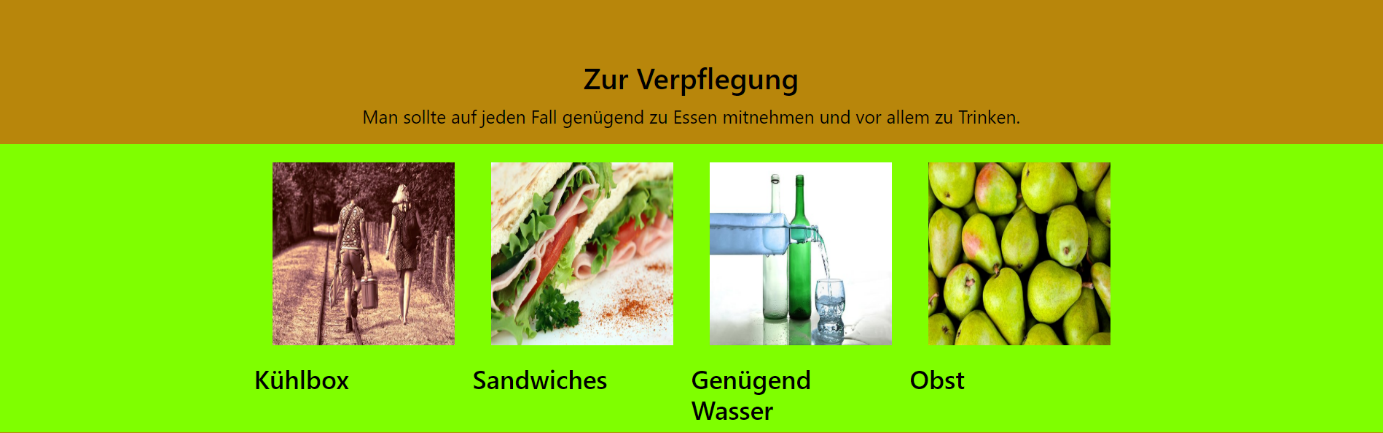 Zur Verpflegung
Man sollte auf jeden Fall genügend zu Essen mitnehmen und vor allem zu Trinken.
Kühlbox
Sandwiches
Genügend
Wasser
Obst